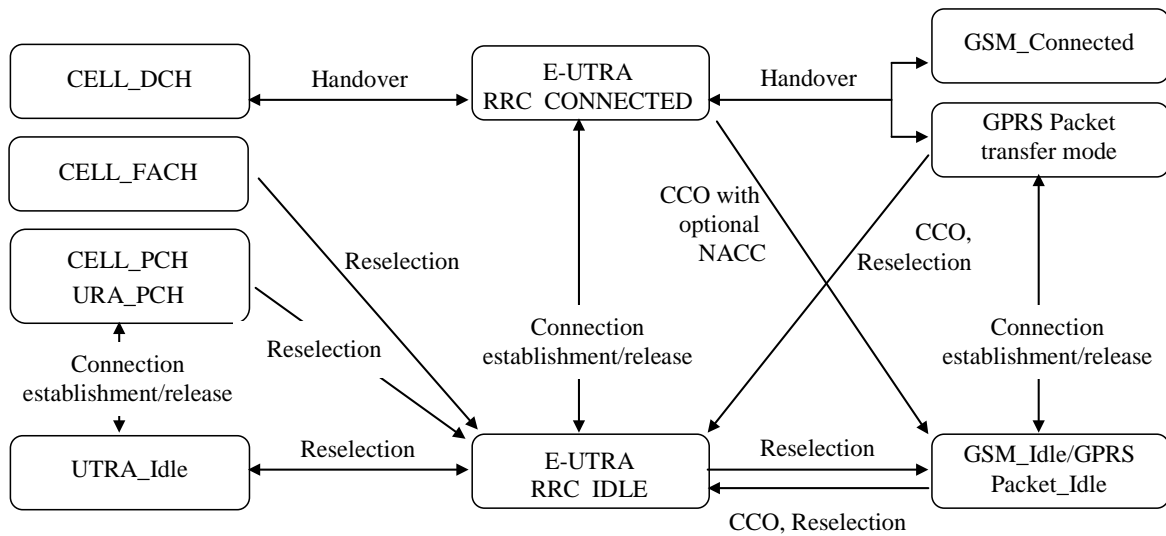 GSM_Connected
CELL_DCH
Handover
E-UTRA
RRC CONNECTED
Handover
GPRS Packet
transfer mode
CELL_FACH
CCO with
optional
NACC
CCO,
Reselection
CELL_PCH
URA_PCH
Reselection
Reselection
Connection
establishment/release
Connection
establishment/release
Connection
establishment/release
UTRA_Idle
Reselection
E-UTRA
RRC IDLE
Reselection
GSM_Idle/GPRS
Packet_Idle
CCO, Reselection